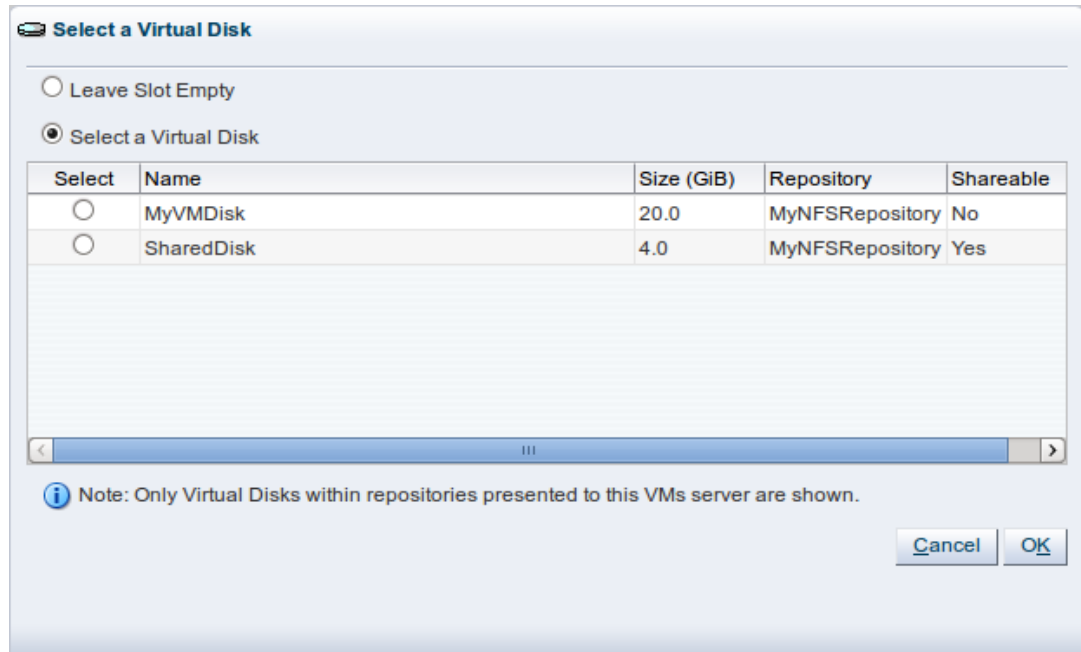 Select a Virtual Disk
Leave Slot Empty
Select a Virtual Disk
Select Name Size (GiB) Repository Shareable
MyVMDisk 20.0 MyNFSRepository No
SharedDisk 4.0 MyNFSRepository Yes
Note: Only Virtual Disks within repositories presented to this VMs server are shown.
Cancel OK